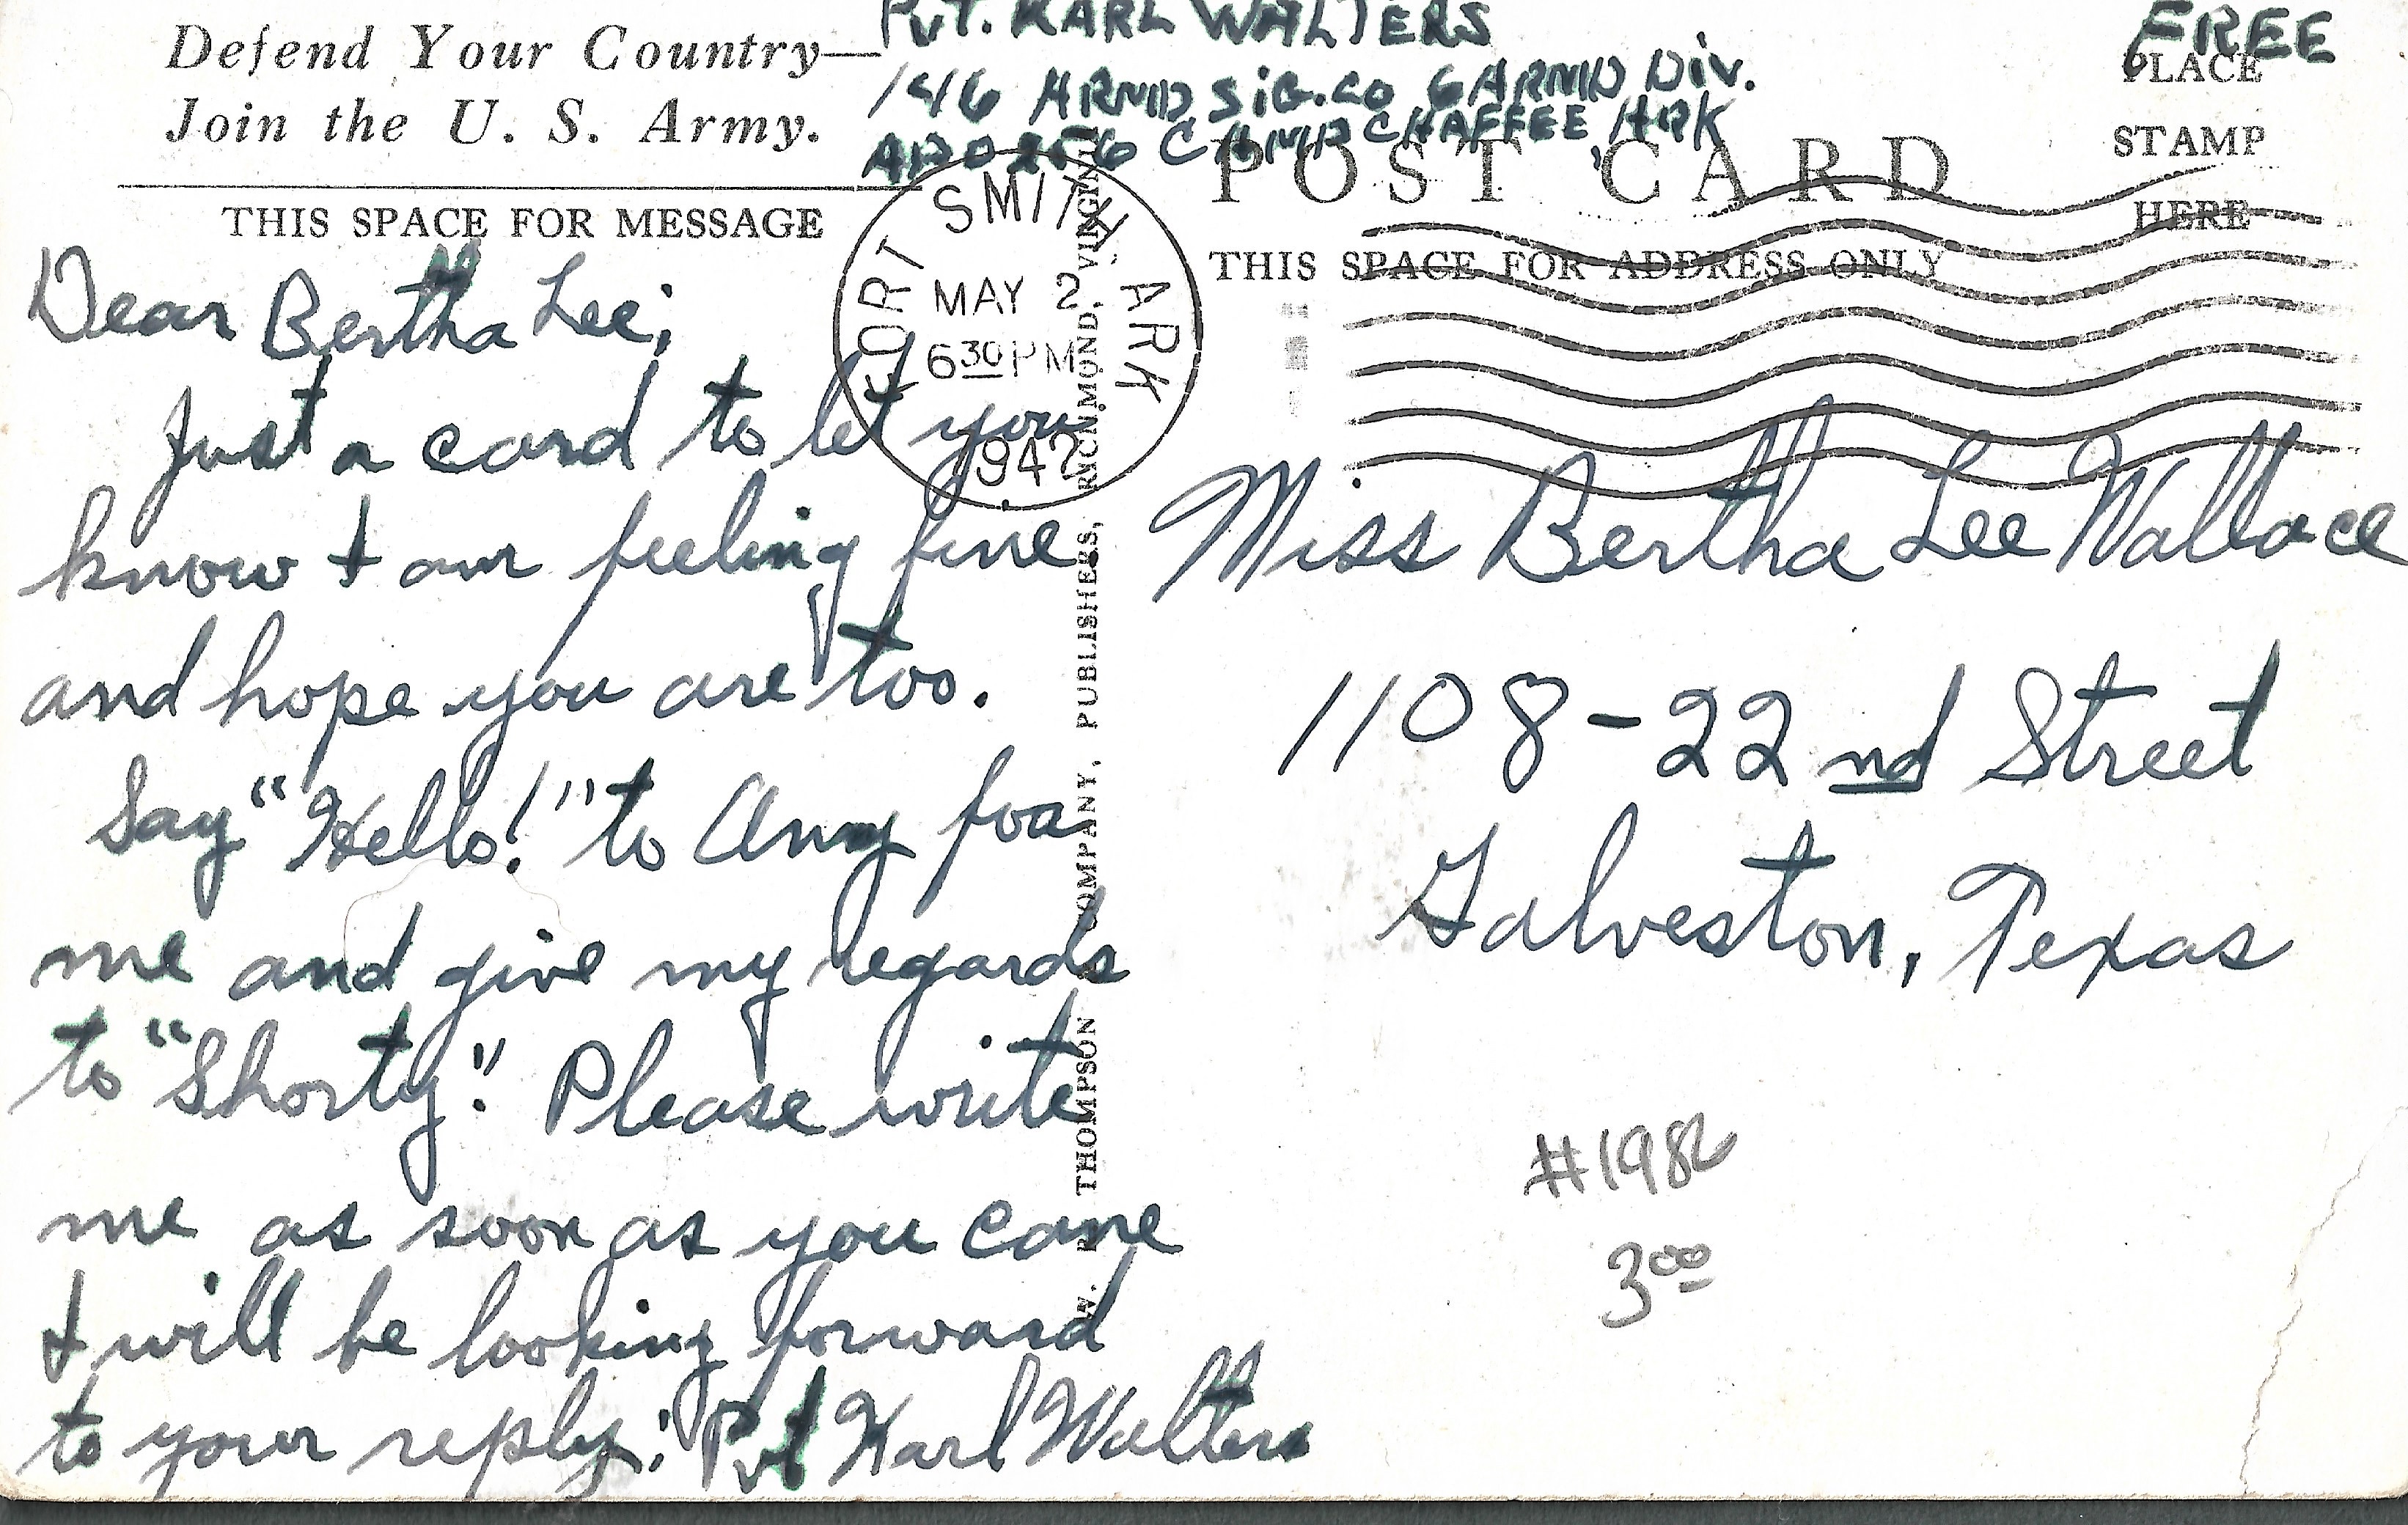 Defend Your Country—
Join the U. S. Army.
PVT. KARL WALTERS
146 ARMD SIG. CO 6 ARMD DIV.
APO 256 CAMP CHAFFEE, ARK
FREE
PLACE
STAMP
HERE
POST CARD
THIS SPACE FOR MESSAGE
THIS SPACE FOR ADDRESS ONLY
FORT SMITH ARK
MAY 2
6 30 PM
1942
Dear Bertha Lee;
Just a card to let you
know I am feeling fine
and hope you are too.
Say "Hello!" to Amy for
me and give my regards
to "Shorty." Please write
me as soon as you cane
I will be looking forward
to your reply. Pvt Karl Walters
THOMPSON COMPANY, PUBLISHERS, RICHMOND, VIRGINIA
Miss Bertha Lee Wallace
1108-22nd Street
Galveston, Texas
#1986
3 00